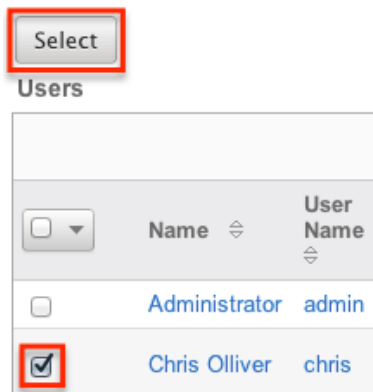 Select
Users
Name User Name
Administrator admin
Chris Olliver chris